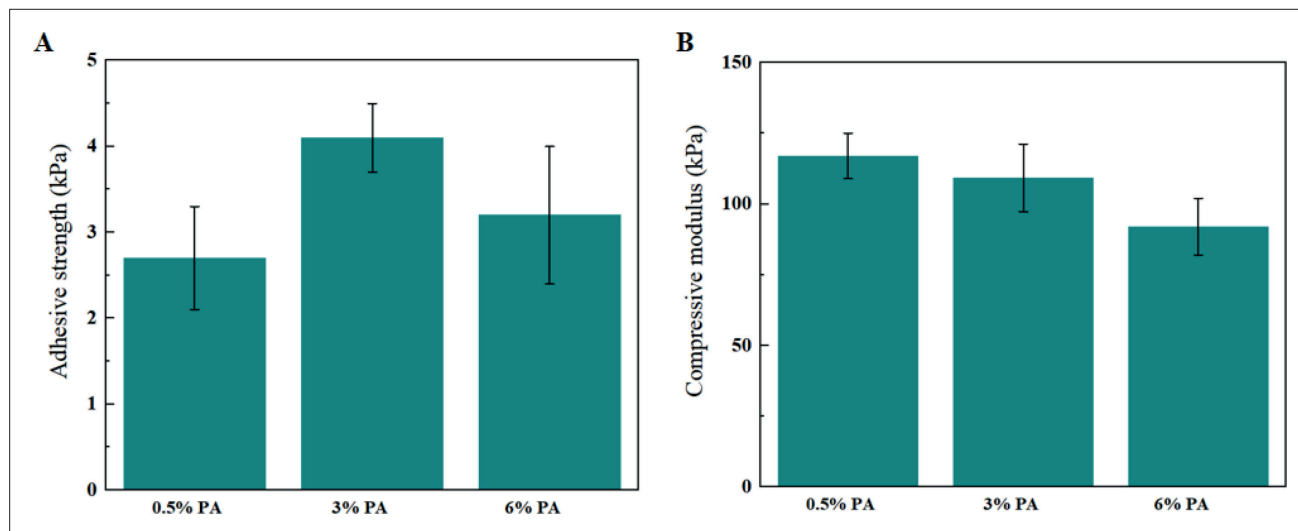 A
Adhesive strength (kPa)
5
4
3
2
1
0
0.5% PA
3% PA
6% PA
B
Compressive modulus (kPa)
150
100
50
0
0.5% PA
3% PA
6% PA